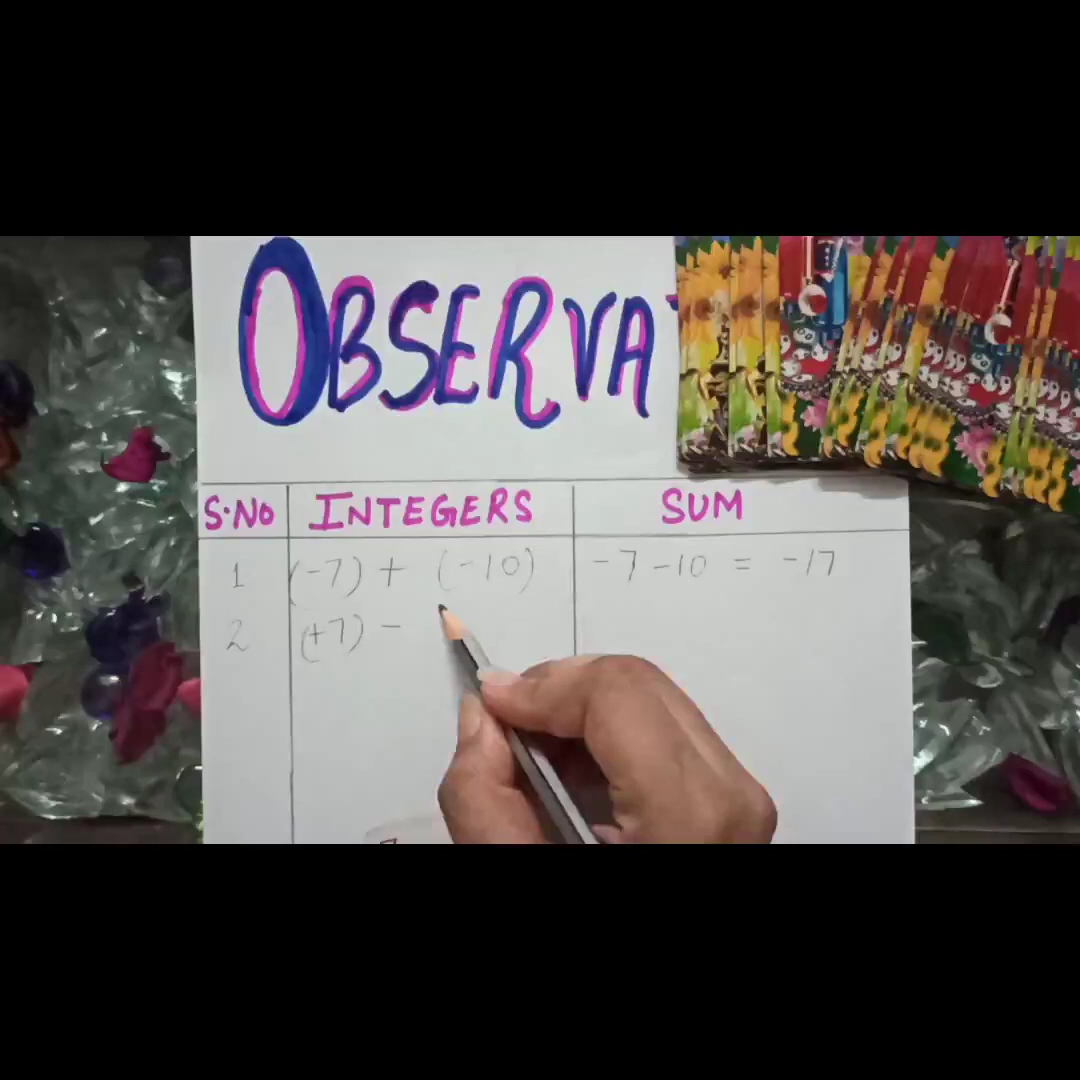 OBSERVA
S.NO INTEGERS SUM
1 (-7) + (-10) -7-10 = -17
2 (+7) -